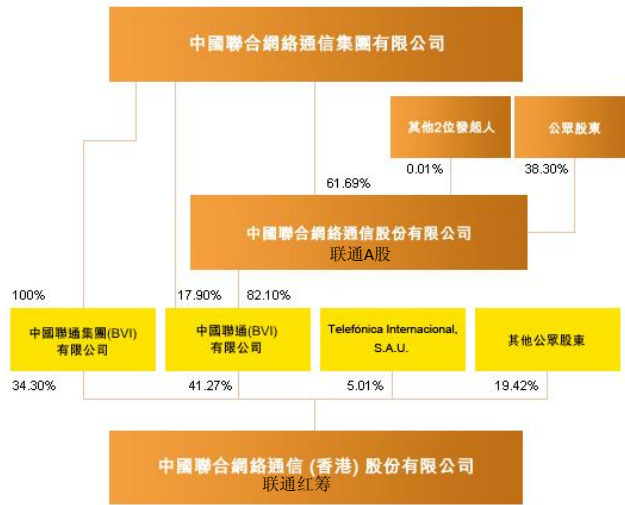 中國聯合網絡通信集團有限公司
其他2位發起人
公眾股東
61.69%
0.01%
38.30%
中國聯合網絡通信股份有限公司
联通A股
100%
17.90%
82.10%
中國聯通集團(BVI)
有限公司
中國聯通(BVI)
有限公司
Telefónica Internacional,
S.A.U.
其他公眾股東
34.30%
41.27%
5.01%
19.42%
中國聯合網絡通信 (香港) 股份有限公司
联通红筹